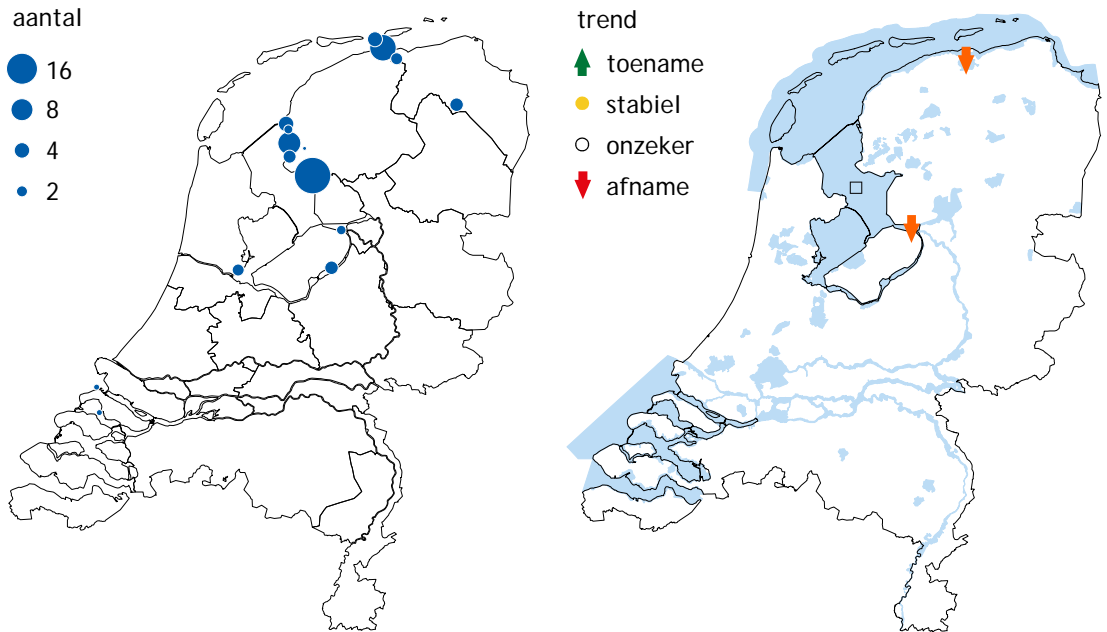 aantal
16
8
4
2
trend
toename
stabiel
onzeker
afname